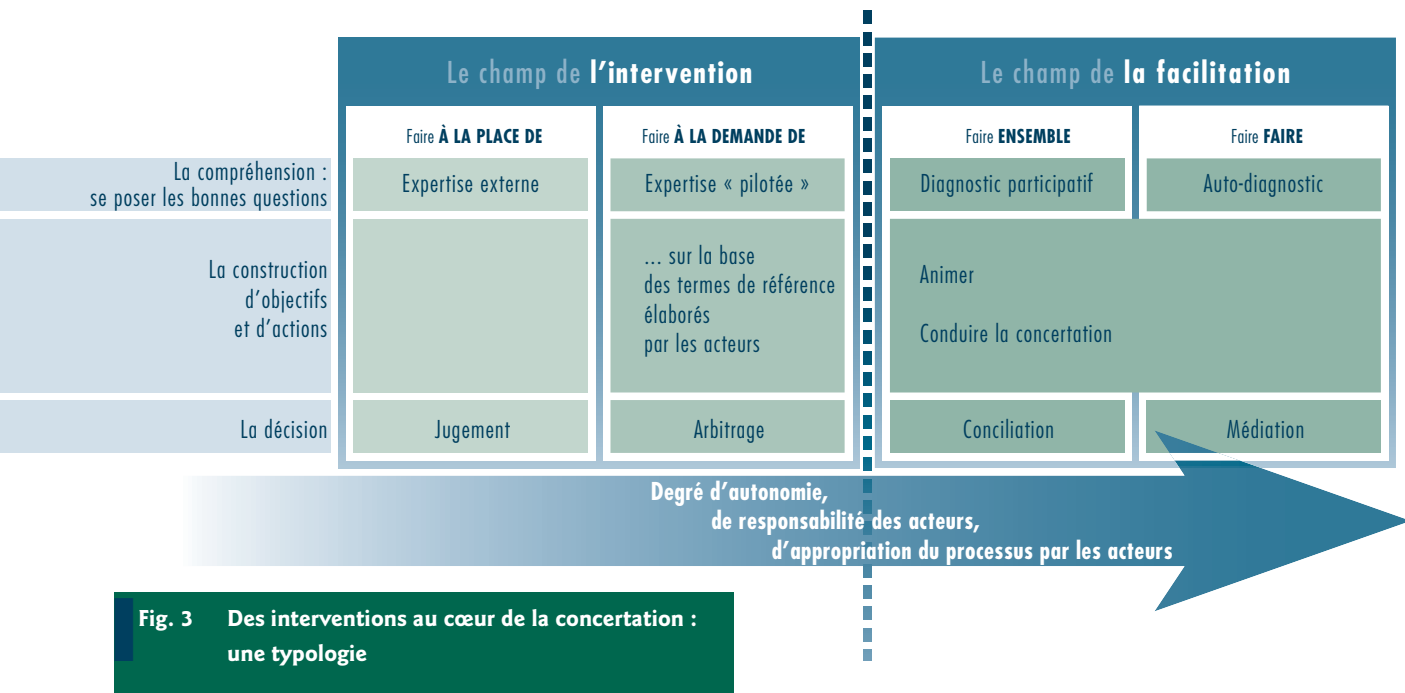 Le champ de l’intervention
Le champ de la facilitation
Faire À LA PLACE DE
Faire À LA DEMANDE DE
Faire ENSEMBLE
Faire FAIRE
La compréhension :
se poser les bonnes questions
Expertise externe
Expertise « pilotée »
Diagnostic participatif
Auto-diagnostic
La construction
d’objectifs
et d’actions
... sur la base
des termes de référence
élaborés
par les acteurs
Animer
Conduire la concertation
La décision
Jugement
Arbitrage
Conciliation
Médiation
Degré d’autonomie,
de responsabilité des acteurs,
d’appropriation du processus par les acteurs
Fig. 3 Des interventions au cœur de la concertation :
une typologie